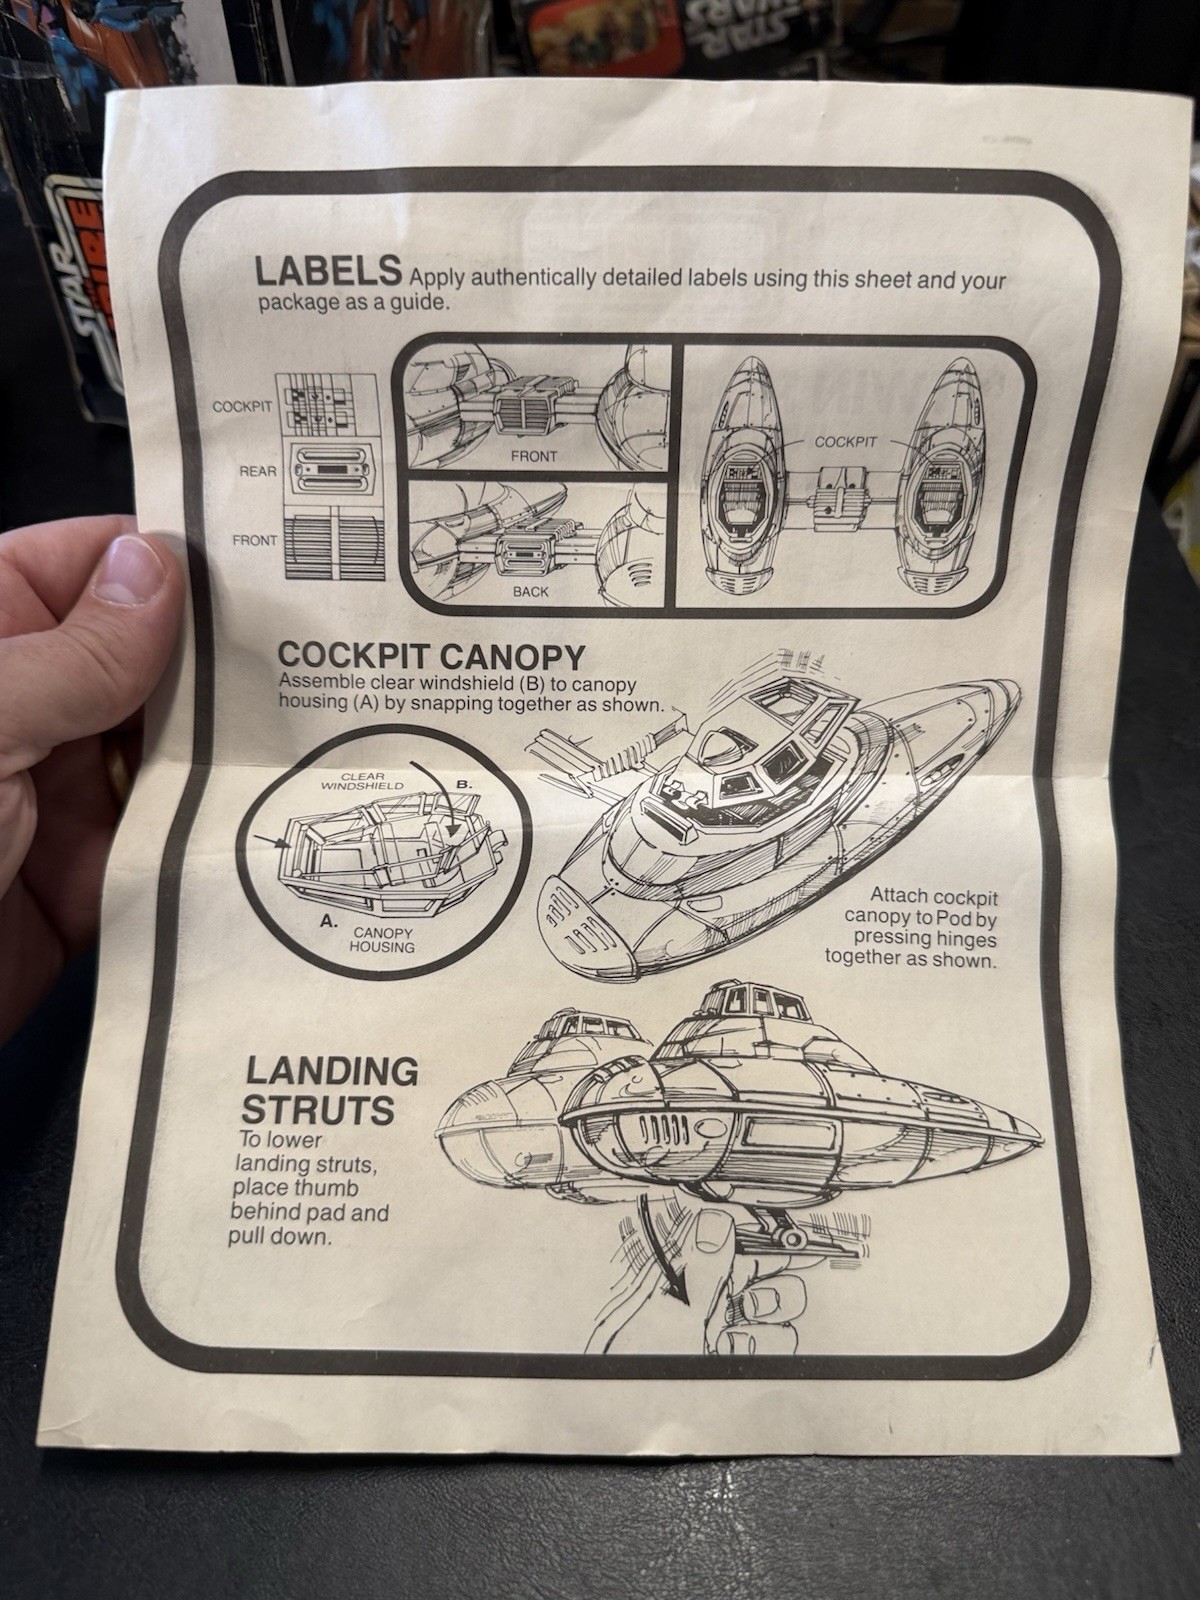 STAR
WARS
STAR
LABELS Apply authentically detailed labels using this sheet and your
package as a guide.
COCKPIT
REAR
FRONT
FRONT
BACK
COCKPIT
COCKPIT CANOPY
Assemble clear windshield (B) to canopy
housing (A) by snapping together as shown.
CLEAR
WINDSHIELD
B.
A.
CANOPY
HOUSING
Attach cockpit
canopy to Pod by
pressing hinges
together as shown.
LANDING
STRUTS
To lower
landing struts,
place thumb
behind pad and
pull down.